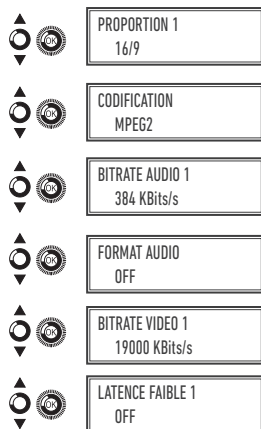 OK
PROPORTION 1
16/9
OK
CODIFICATION
MPEG2
OK
BITRATE AUDIO 1
384 KBits/s
OK
FORMAT AUDIO
OFF
OK
BITRATE VIDEO 1
19000 KBits/s
OK
LATENCE FAIBLE 1
OFF